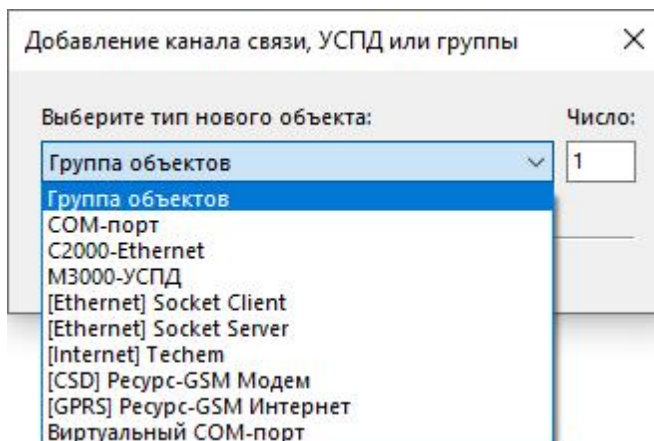 Добавление канала связи, УСПД или группы
Выберите тип нового объекта: Число:
Группа объектов 1
Группа объектов
COM-порт
C2000-Ethernet
М3000-УСПД
[Ethernet] Socket Client
[Ethernet] Socket Server
[Internet] Techem
[CSD] Ресурс-GSM Модем
[GPRS] Ресурс-GSM Интернет
Виртуальный COM-порт